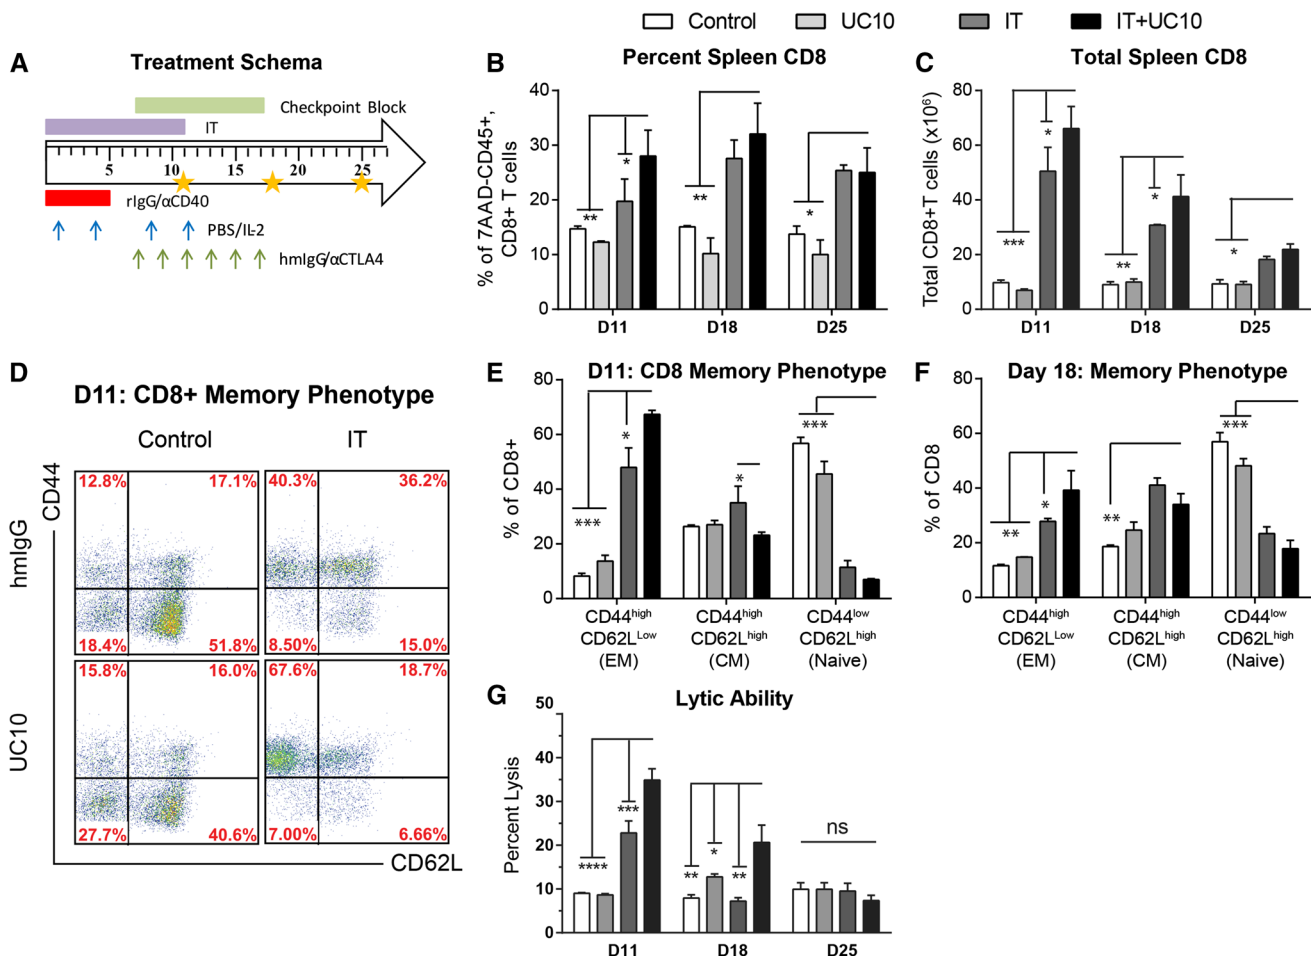 Control UC10 IT IT+UC10
A
Treatment Schema
Checkpoint Block
IT
5 10 15 20 25
rIgG/αCD40
PBS/IL-2
hmIgG/αCTLA4
B
Percent Spleen CD8
% of 7AAD-CD45+,
CD8+ T cells
40
30
20
10
0
** * ** *
D11 D18 D25
C
Total Spleen CD8
Total CD8+T cells (x10⁶)
80
60
40
20
0
*** * ** * *
D11 D18 D25
D
D11: CD8+ Memory Phenotype
Control IT
CD44
hmIgG
12.8% 17.1% 40.3% 36.2%
18.4% 51.8% 8.50% 15.0%
UC10
15.8% 16.0% 67.6% 18.7%
27.7% 40.6% 7.00% 6.66%
CD62L
E
D11: CD8 Memory Phenotype
% of CD8+
80
60
40
20
0
*** * * ***
CD44high CD44high CD44low
CD62LLow CD62Lhigh CD62Lhigh
(EM) (CM) (Naive)
F
Day 18: Memory Phenotype
% of CD8
80
60
40
20
0
** * ** ***
CD44high CD44high CD44low
CD62LLow CD62Lhigh CD62Lhigh
(EM) (CM) (Naive)
G
Lytic Ability
Percent Lysis
50
40
30
20
10
0
**** *** ** * ** ns
D11 D18 D25